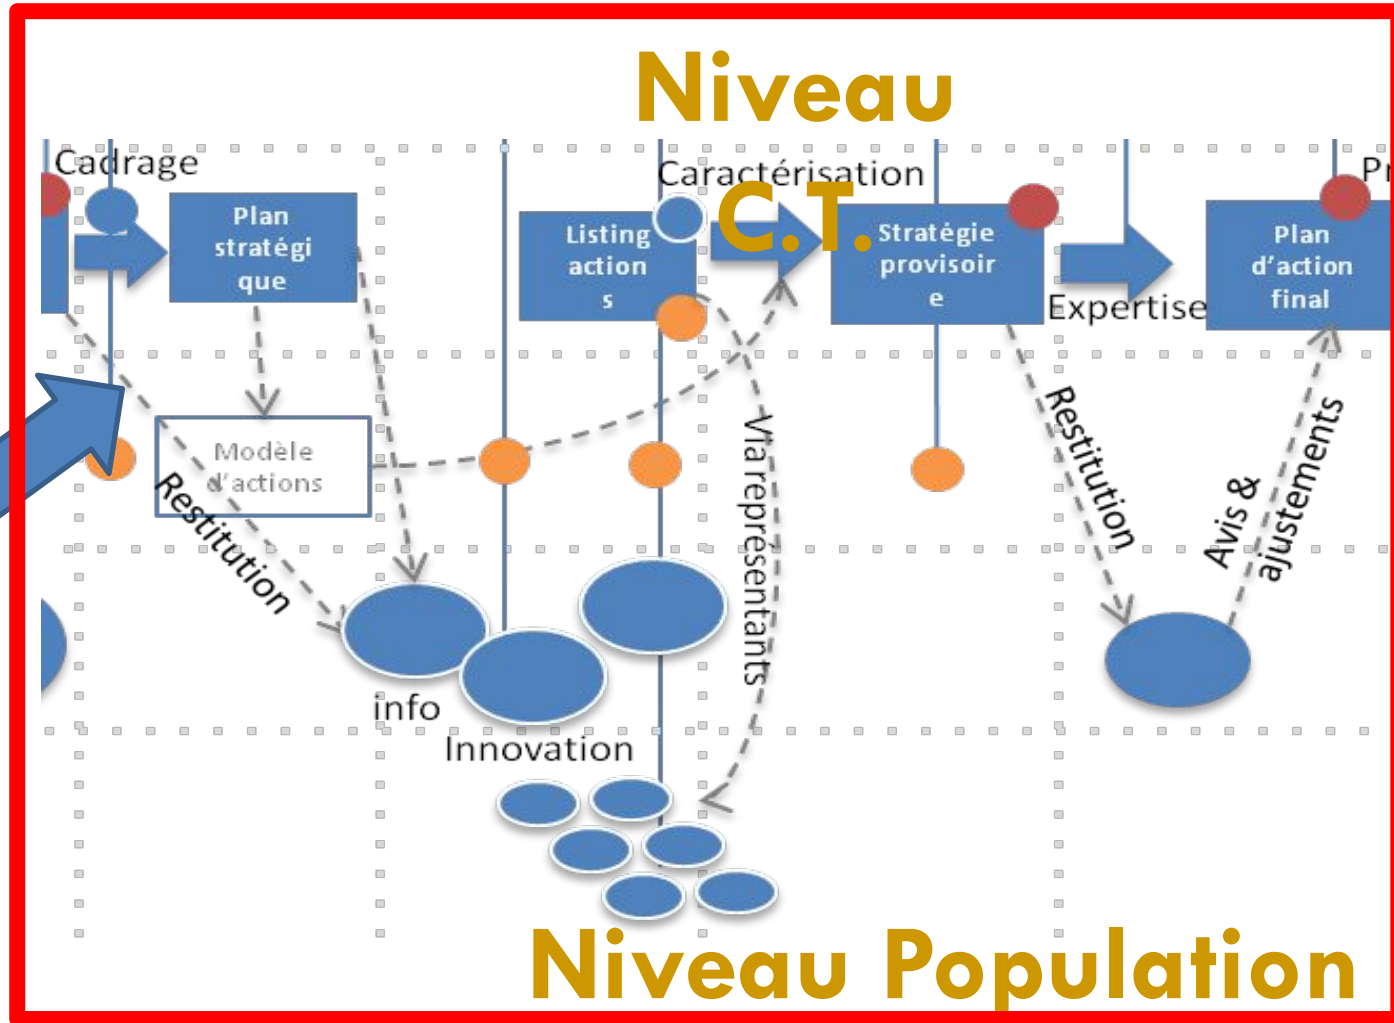 Niveau
C.T.
Cadrage
Plan
stratégi
que
Caractérisation
Listing
action
s
Stratégie
provisoir
e
Expertise
Pr
Plan
d’action
final
Modèle
d’actions
Restitution
Via représentants
Restitution
Avis &
ajustements
info
Innovation
Niveau Population